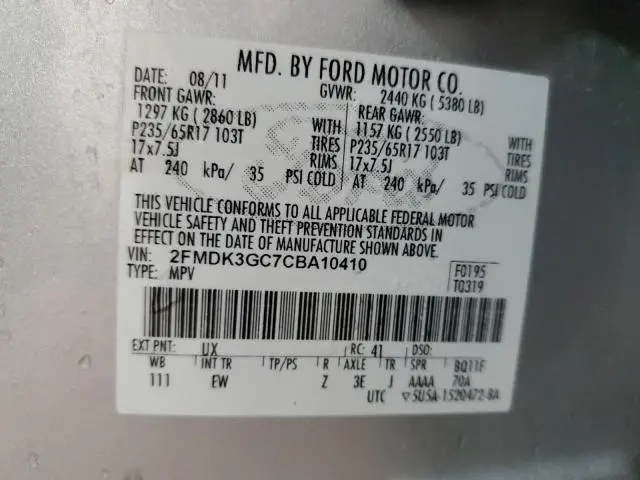 MFD. BY FORD MOTOR CO.
DATE: 08/11 GVWR: 2440 KG ( 5380 LB)
FRONT GAWR: REAR GAWR:
1297 KG ( 2860 LB) WITH 1157 KG ( 2550 LB) WITH
P235/65R17 103T TIRES P235/65R17 103T TIRES
17x7.5J RIMS 17x7.5J RIMS
AT 240 kPa/ 35 PSI COLD AT 240 kPa/ 35 PSI COLD
THIS VEHICLE CONFORMS TO ALL APPLICABLE FEDERAL MOTOR
VEHICLE SAFETY AND THEFT PREVENTION STANDARDS IN
EFFECT ON THE DATE OF MANUFACTURE SHOWN ABOVE.
VIN: 2FMDK3GC7CBA10410 F0195
TYPE: MPV T0319
EXT PNT: UX RC: 41 DSO:
WB INT TR TP/PS R AXLE TR SPR BQ11F
111 EW Z 3E J AAAA 70A
UTC ▽5U5A-1520472-BA